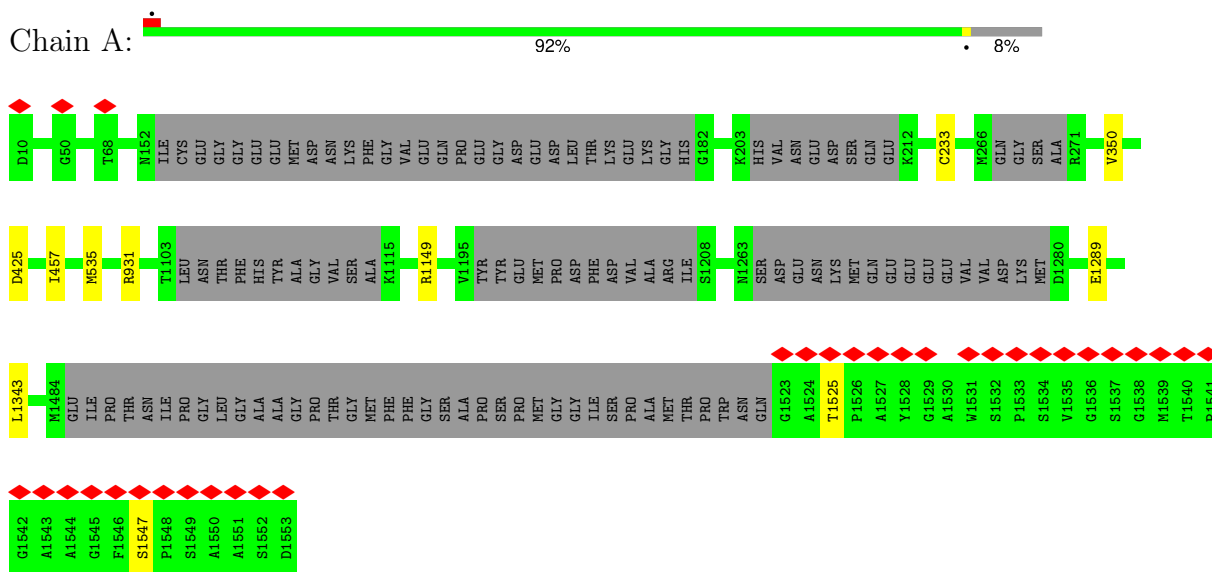 Chain A:
92% • 8%
D10 G50 T68 N152 ILE CYS GLU GLY GLY GLU GLU MET ASP ASN LYS PHE GLY VAL GLU GLN PRO GLU GLY ASP GLU ASP LEU THR LYS GLU LYS GLY HIS G182 K203 HIS VAL ASN GLU ASP SER GLN GLU K212 C233 M266 GLN GLY SER ALA R271 V350
D425 I457 M535 R931 T1103 LEU ASN THR PHE HIS TYR ALA GLY VAL SER ALA K1115 R1149 V1195 TYR TYR GLU MET PRO ASP PHE ASP VAL ALA ARG ILE S1208 N1263 SER ASP GLU ASN LYS MET GLN GLU GLU GLU VAL VAL ASP LYS MET D1280 E1289
L1343 M1484 GLU ILE PRO THR ASN ILE PRO GLY LEU GLY ALA ALA GLY PRO THR GLY MET PHE PHE GLY SER ALA PRO SER PRO MET GLY GLY ILE SER PRO ALA MET THR PRO TRP ASN GLN G1523 A1524 T1525 P1526 A1527 Y1528 G1529 A1530 W1531 S1532 P1533 S1534 V1535 G1536 S1537 G1538 M1539 T1540 P1541
G1542 A1543 A1544 G1545 F1546 S1547 P1548 S1549 A1550 A1551 S1552 D1553